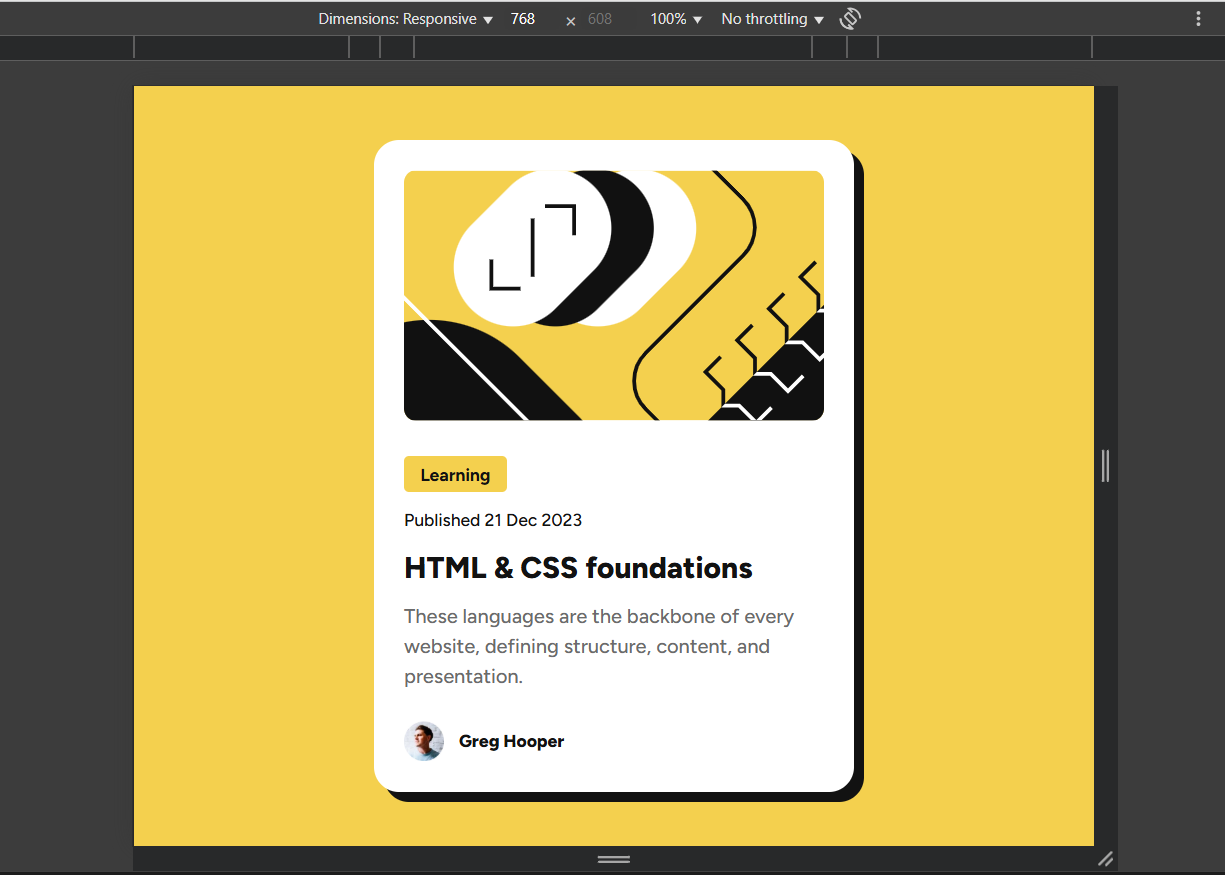 Dimensions: Responsive ▼ 768 × 608 100% ▼ No throttling ▼
Learning
Published 21 Dec 2023
HTML & CSS foundations
These languages are the backbone of every
website, defining structure, content, and
presentation.
Greg Hooper